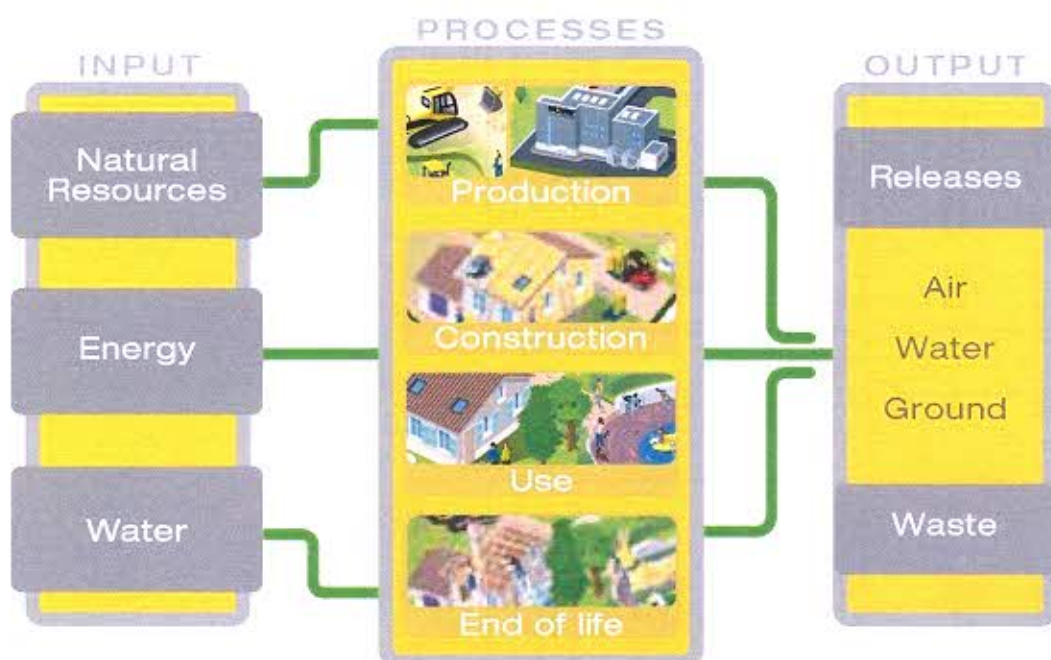 INPUT
Natural
Resources
Energy
Water
PROCESSES
Production
Construction
Use
End of life
OUTPUT
Releases
Air
Water
Ground
Waste